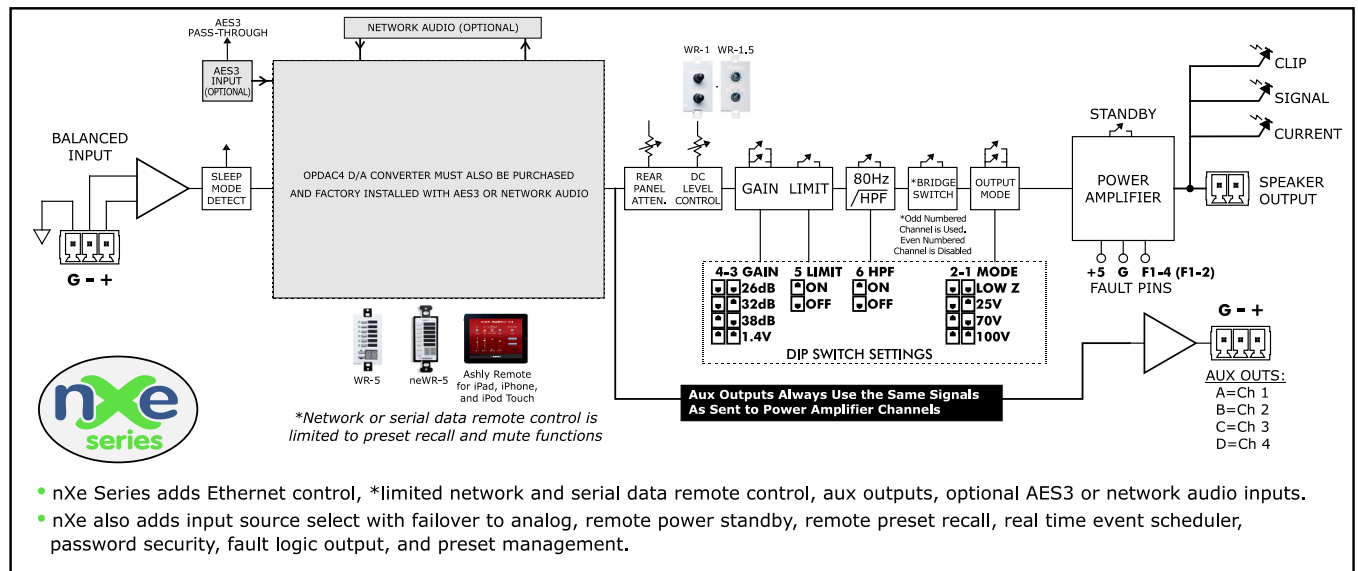 AES3
PASS-THROUGH
NETWORK AUDIO (OPTIONAL)
AES3
INPUT
(OPTIONAL)
WR-1 WR-1.5
CLIP
SIGNAL
CURRENT
STANDBY
BALANCED
INPUT
SLEEP
MODE
DETECT
OPDAC4 D/A CONVERTER MUST ALSO BE PURCHASED
AND FACTORY INSTALLED WITH AES3 OR NETWORK AUDIO
REAR
PANEL
ATTEN.
DC
LEVEL
CONTROL
GAIN LIMIT
80Hz
HPF
*BRIDGE
SWITCH
OUTPUT
MODE
POWER
AMPLIFIER
SPEAKER
OUTPUT
*Odd Numbered
Channel is Used.
Even Numbered
Channel is Disabled
G - +
+5 G F1-4 (F1-2)
FAULT PINS
4-3 GAIN
26dB
32dB
38dB
1.4V
5 LIMIT
ON
OFF
6 HPF
ON
OFF
2-1 MODE
LOW Z
25V
70V
100V
DIP SWITCH SETTINGS
G - +
AUX OUTS:
A=Ch 1
B=Ch 2
C=Ch 3
D=Ch 4
WR-5
neWR-5
Ashly Remote
for iPad, iPhone,
and iPod Touch
Aux Outputs Always Use the Same Signals
As Sent to Power Amplifier Channels
*Network or serial data remote control is
limited to preset recall and mute functions
nXe
series
• nXe Series adds Ethernet control, *limited network and serial data remote control, aux outputs, optional AES3 or network audio inputs.
• nXe also adds input source select with failover to analog, remote power standby, remote preset recall, real time event scheduler,
password security, fault logic output, and preset management.